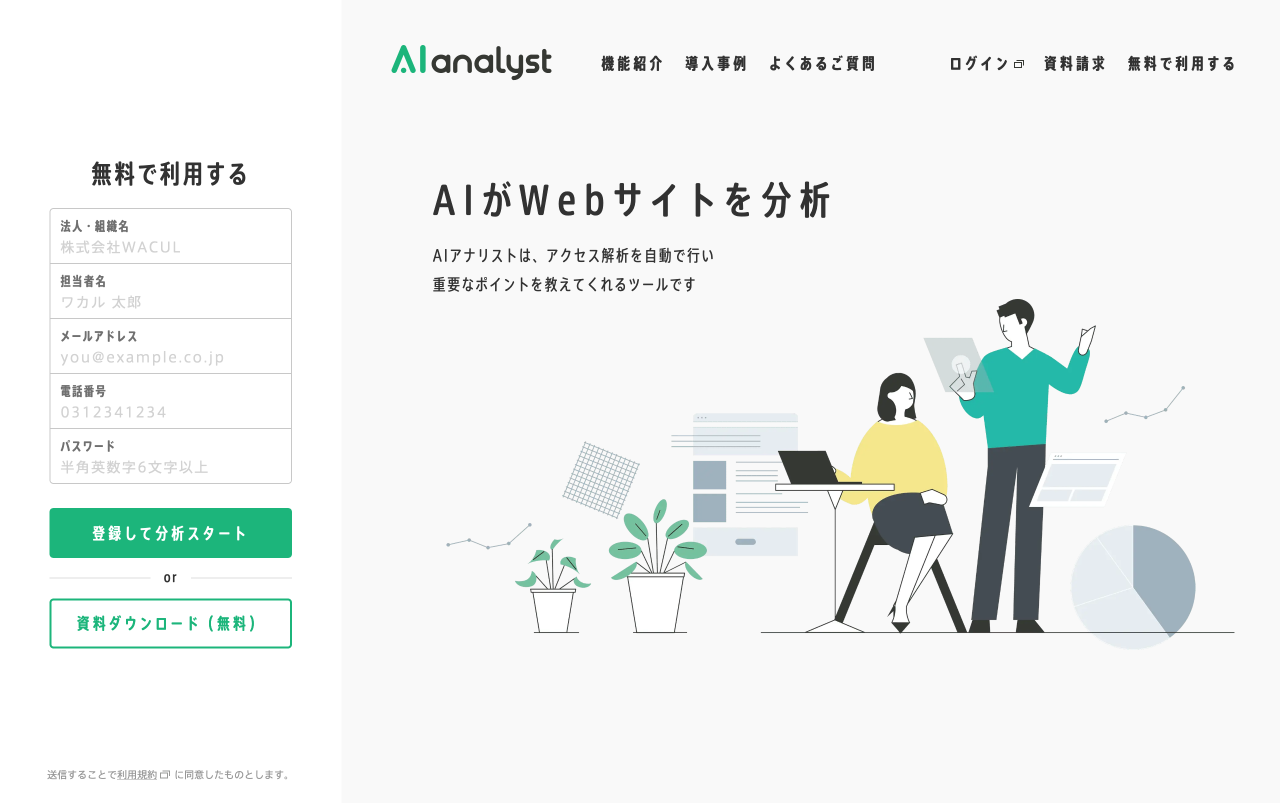 無料で利用する
法人・組織名
株式会社WACUL
担当者名
ワカル 太郎
メールアドレス
you@example.co.jp
電話番号
0312341234
パスワード
半角英数字6文字以上
登録して分析スタート
or
資料ダウンロード（無料）
送信することで利用規約 に同意したものとします。
AI analyst
機能紹介 導入事例 よくあるご質問 ログイン 資料請求 無料で利用する
AIがWebサイトを分析
AIアナリストは、アクセス解析を自動で行い
重要なポイントを教えてくれるツールです